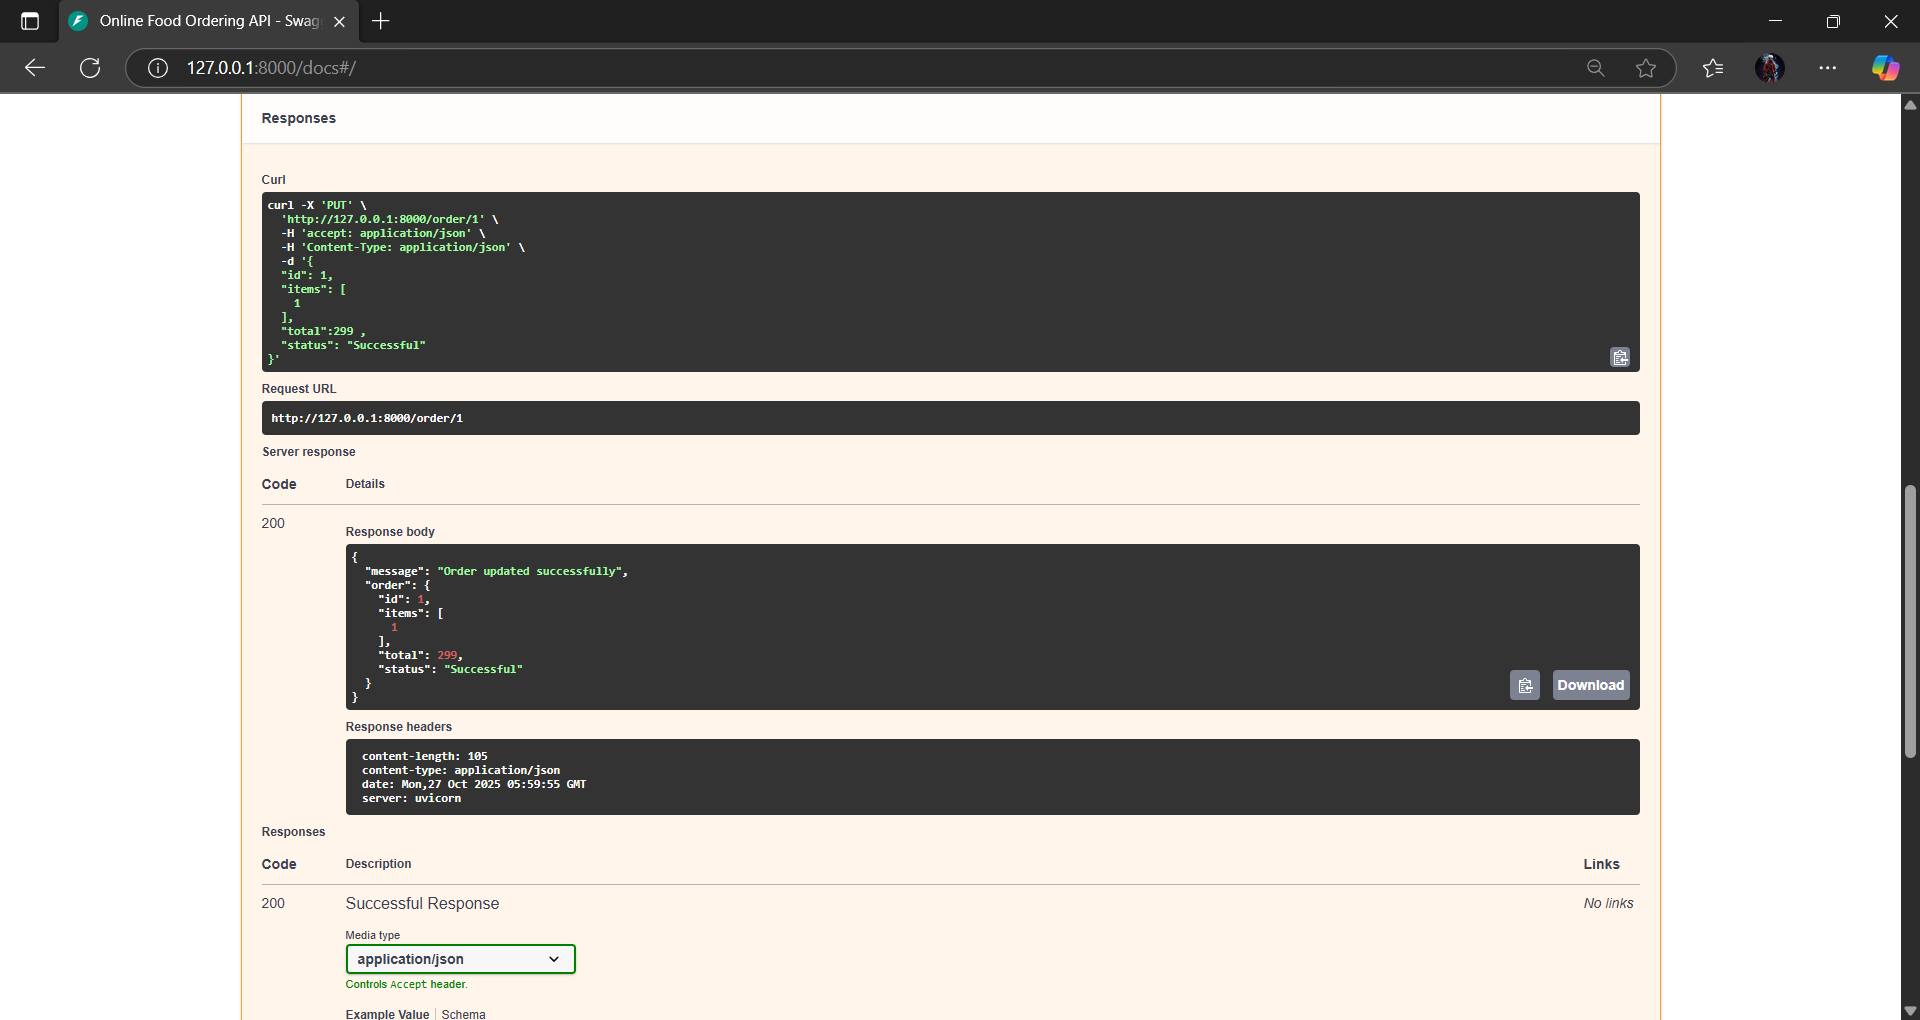 Online Food Ordering API - Swag
127.0.0.1:8000/docs#/
Responses
Curl
curl -X 'PUT' \
'http://127.0.0.1:8000/order/1' \
-H 'accept: application/json' \
-H 'Content-Type: application/json' \
-d '{
"id": 1,
"items": [
1
],
"total":299 ,
"status": "Successful"
}'
Request URL
http://127.0.0.1:8000/order/1
Server response
Code Details
200
Response body
{
"message": "Order updated successfully",
"order": {
"id": 1,
"items": [
1
],
"total": 299,
"status": "Successful"
}
}
Download
Response headers
content-length: 105
content-type: application/json
date: Mon,27 Oct 2025 05:59:55 GMT
server: uvicorn
Responses
Code Description Links
200 Successful Response No links
Media type
application/json
Controls Accept header.
Example Value Schema